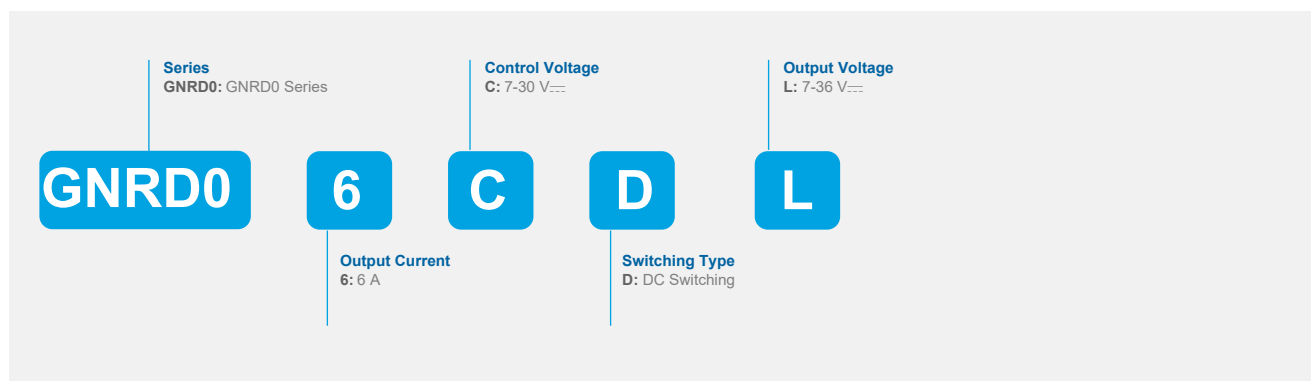 Series
GNRD0: GNRD0 Series
Control Voltage
C: 7-30 V⎓
Output Voltage
L: 7-36 V⎓
GNRD0 6 C D L
Output Current
6: 6 A
Switching Type
D: DC Switching